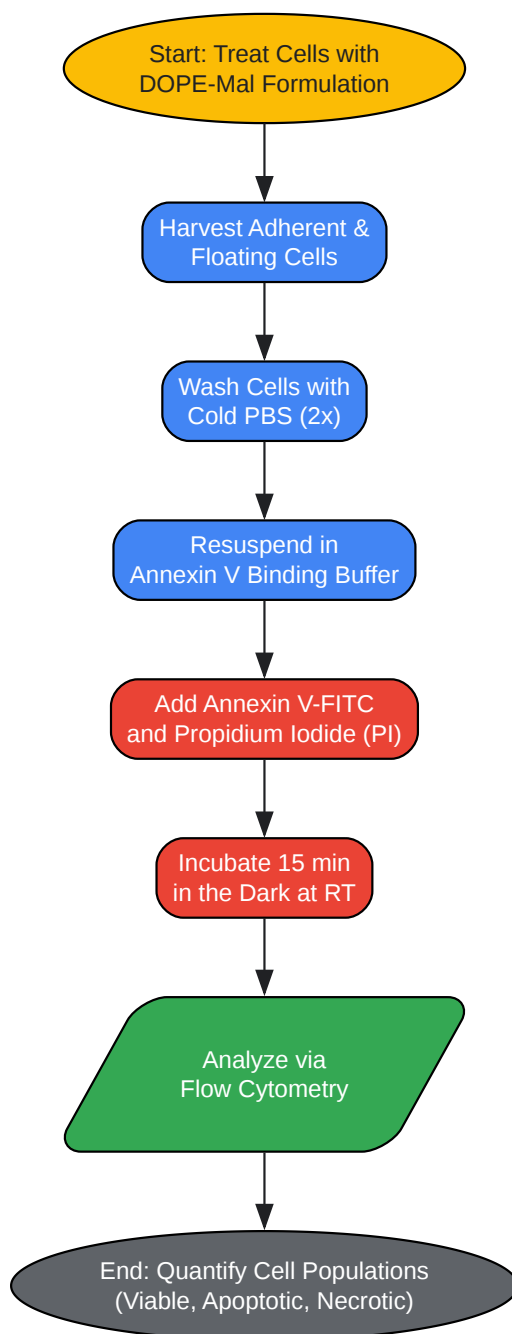 Start: Treat Cells with
DOPE-Mal Formulation
Harvest Adherent &
Floating Cells
Wash Cells with
Cold PBS (2x)
Resuspend in
Annexin V Binding Buffer
Add Annexin V-FITC
and Propidium Iodide (PI)
Incubate 15 min
in the Dark at RT
Analyze via
Flow Cytometry
End: Quantify Cell Populations
(Viable, Apoptotic, Necrotic)